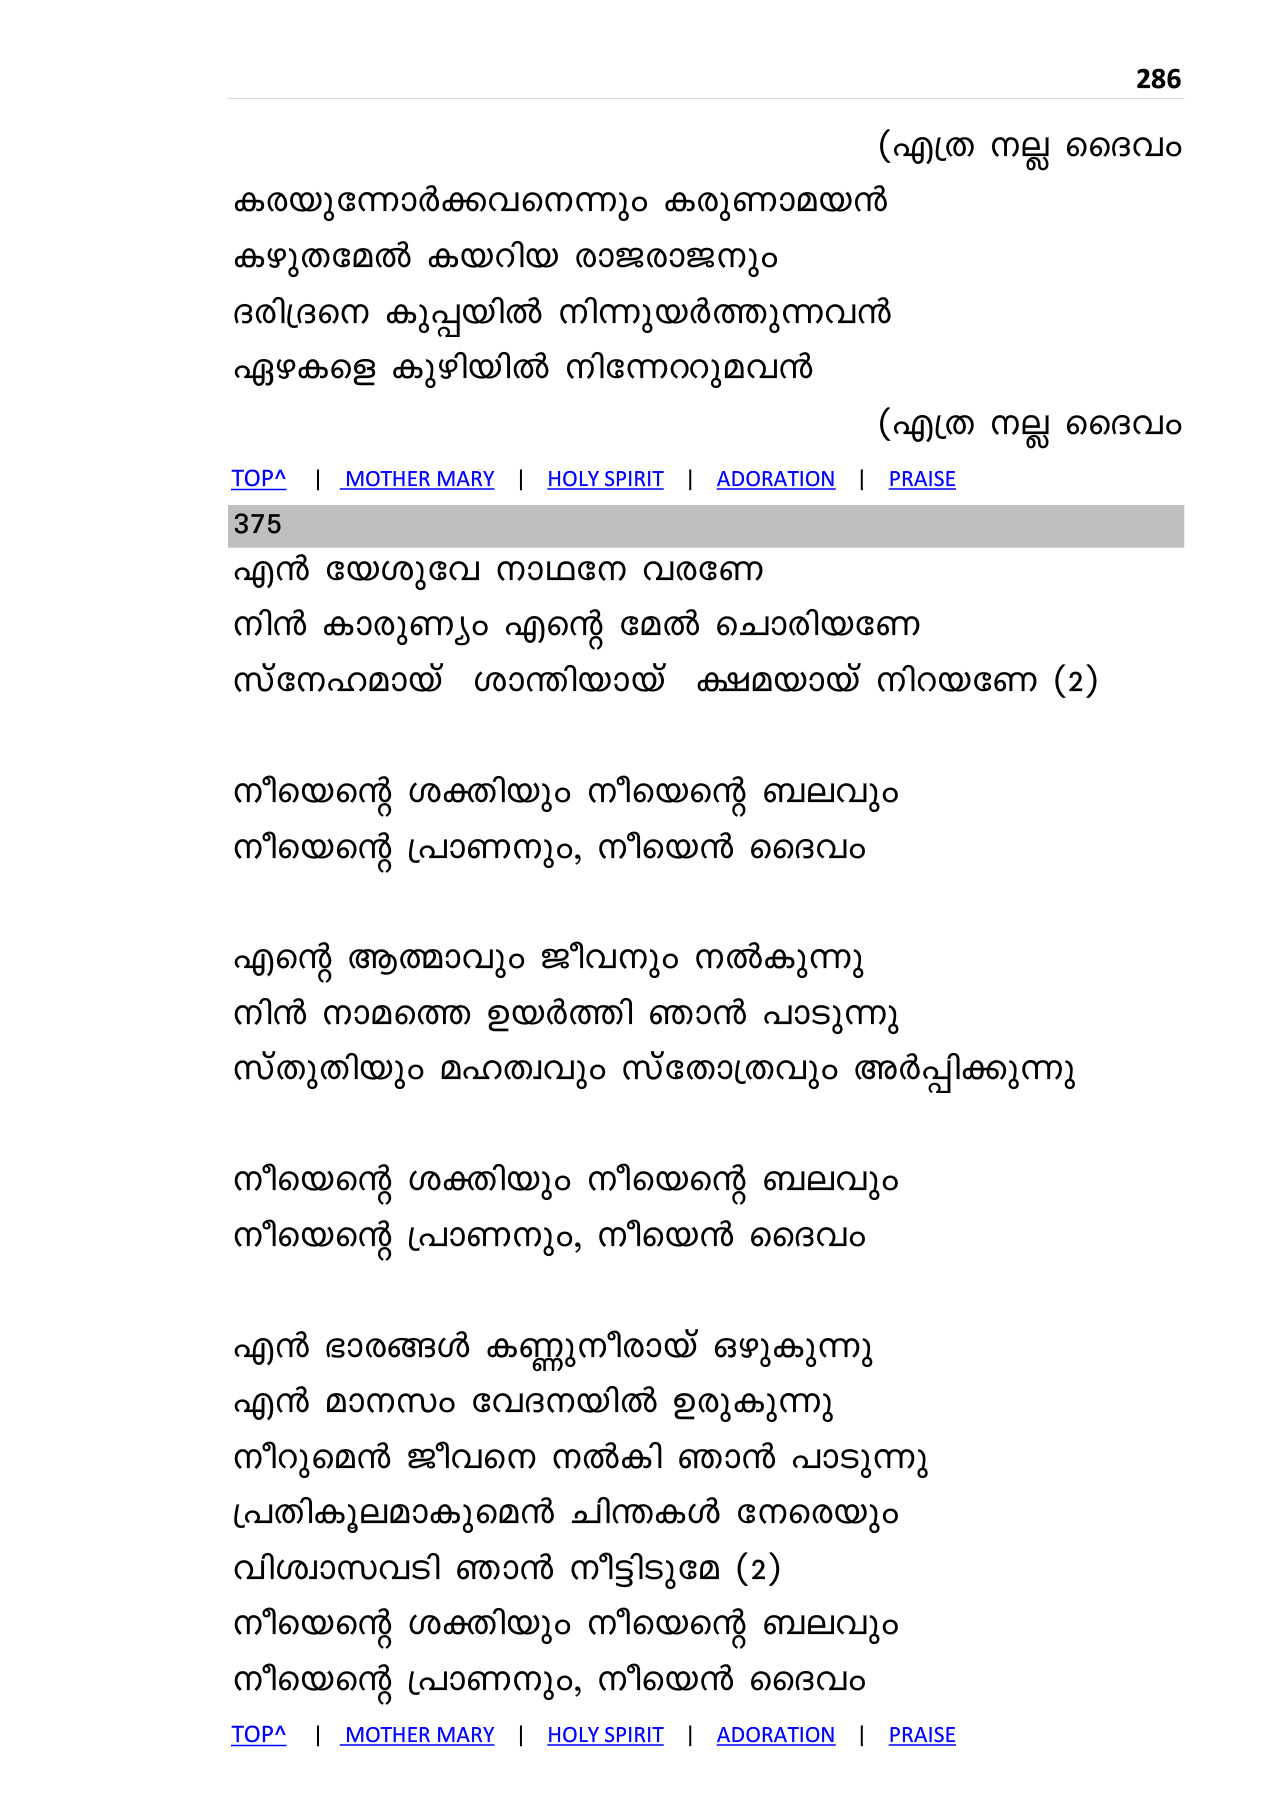 286
(എത്ര നല്ല ദൈവം
കരയുന്നോർക്കവനെന്നും കരുണാമയൻ
കഴുതമേൽ കയറിയ രാജരാജനും
ദരിദ്രനെ കുപ്പയിൽ നിന്നുയർത്തുന്നവൻ
ഏഴകളെ കുഴിയിൽ നിന്നേററുമവൻ
(എത്ര നല്ല ദൈവം
TOP^ | MOTHER MARY | HOLY SPIRIT | ADORATION | PRAISE
375
എൻ യേശുവേ നാഥനേ വരണേ
നിൻ കാരുണ്യം എന്റെ മേൽ ചൊരിയണേ
സ്നേഹമായ് ശാന്തിയായ് ക്ഷമയായ് നിറയണേ (2)
നീയെന്റെ ശക്തിയും നീയെന്റെ ബലവും
നീയെന്റെ പ്രാണനും, നീയെൻ ദൈവം
എന്റെ ആത്മാവും ജീവനും നൽകുന്നു
നിൻ നാമത്തെ ഉയർത്തി ഞാൻ പാടുന്നു
സ്തുതിയും മഹത്വവും സ്തോത്രവും അർപ്പിക്കുന്നു
നീയെന്റെ ശക്തിയും നീയെന്റെ ബലവും
നീയെന്റെ പ്രാണനും, നീയെൻ ദൈവം
എൻ ഭാരങ്ങൾ കണ്ണുനീരായ് ഒഴുകുന്നു
എൻ മാനസം വേദനയിൽ ഉരുകുന്നു
നീറുമെൻ ജീവനെ നൽകി ഞാൻ പാടുന്നു
പ്രതികൂലമാകുമെൻ ചിന്തകൾ നേരെയും
വിശ്വാസവടി ഞാൻ നീട്ടിടുമേ (2)
നീയെന്റെ ശക്തിയും നീയെന്റെ ബലവും
നീയെന്റെ പ്രാണനും, നീയെൻ ദൈവം
TOP^ | MOTHER MARY | HOLY SPIRIT | ADORATION | PRAISE